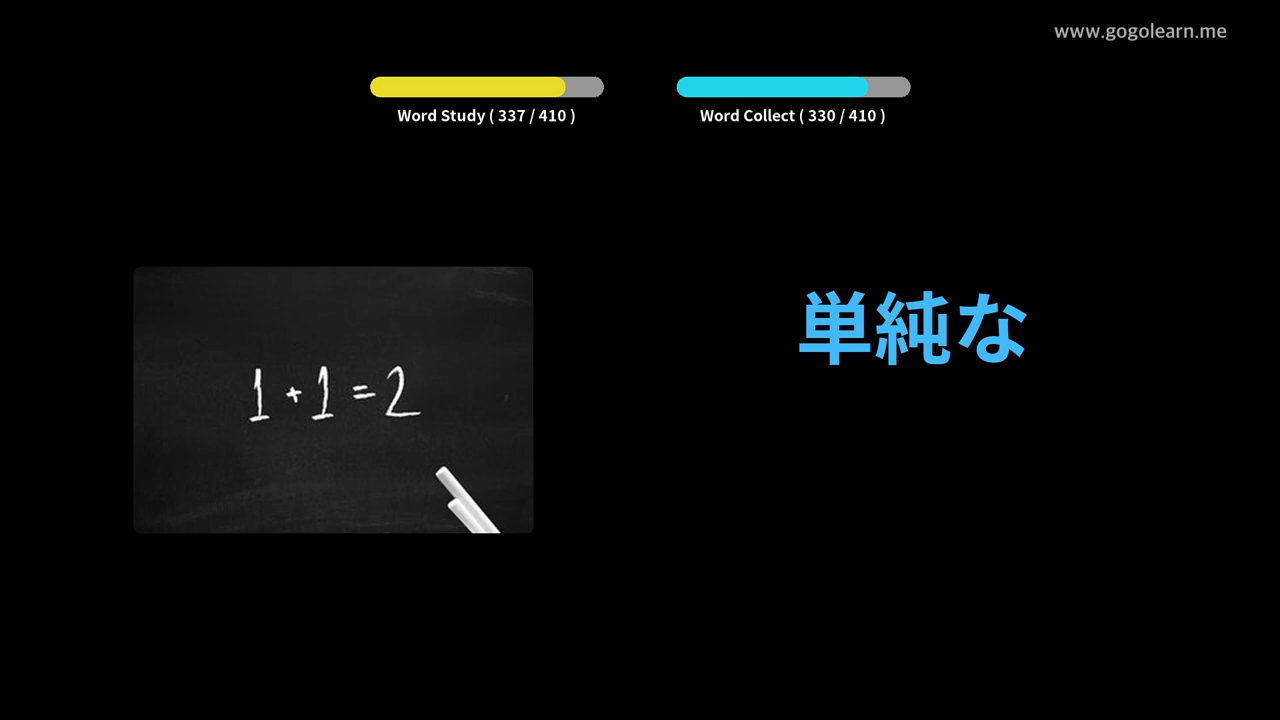 www.gogolearn.me
Word Study ( 337 / 410 )
Word Collect ( 330 / 410 )
単純な
1 + 1 = 2